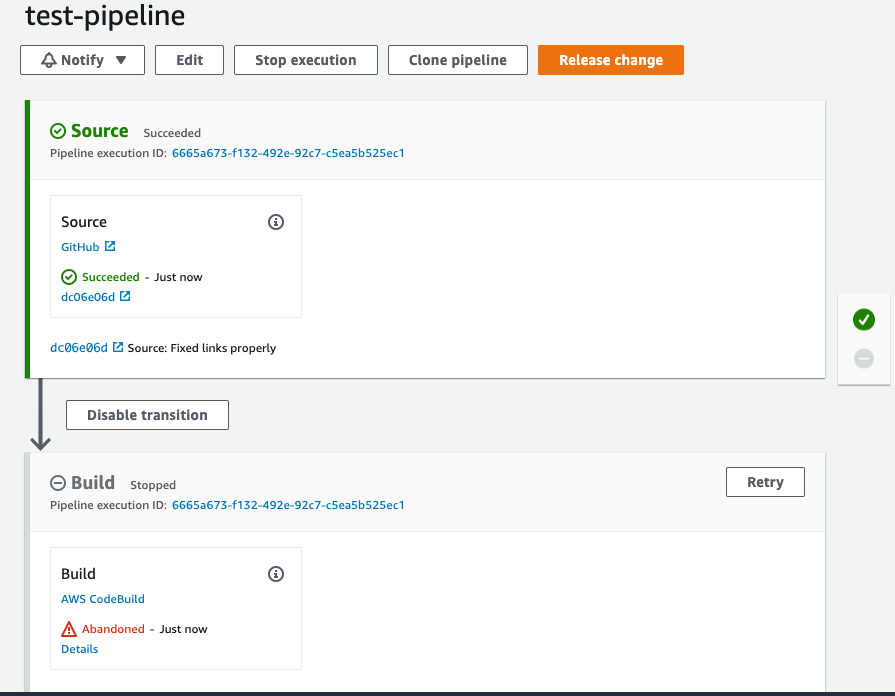 test-pipeline
Notify
Edit
Stop execution
Clone pipeline
Release change
Source Succeeded
Pipeline execution ID: 6665a673-f132-492e-92c7-c5ea5b525ec1
Source
GitHub
Succeeded - Just now
dc06e06d
dc06e06d Source: Fixed links properly
Disable transition
Build Stopped
Retry
Pipeline execution ID: 6665a673-f132-492e-92c7-c5ea5b525ec1
Build
AWS CodeBuild
Abandoned - Just now
Details